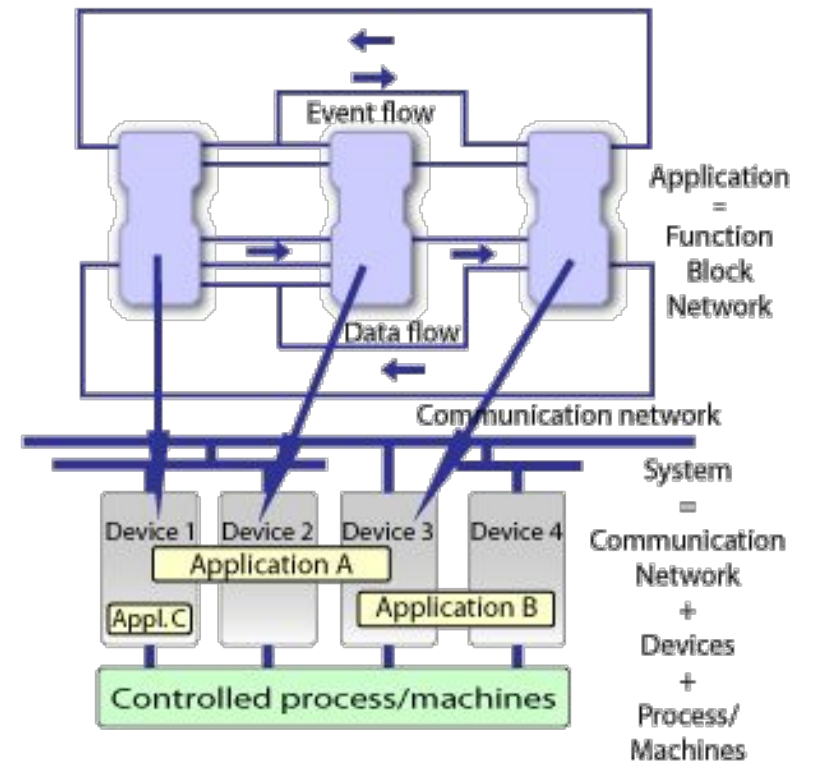 Event flow
Application
=
Function
Block
Network
Data flow
Communication network
System
=
Communication
Network
+
Devices
+
Process/
Machines
Device 1
Device 2
Device 3
Device 4
Application A
Appl.C
Application B
Controlled process/machines